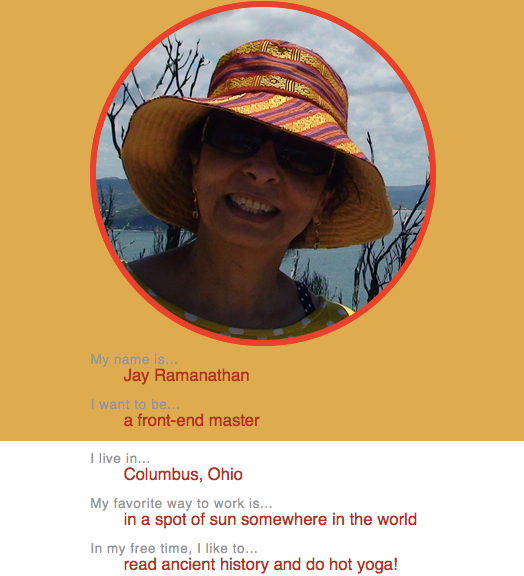 My name is...
Jay Ramanathan
I want to be...
a front-end master
I live in...
Columbus, Ohio
My favorite way to work is...
in a spot of sun somewhere in the world
In my free time, I like to...
read ancient history and do hot yoga!